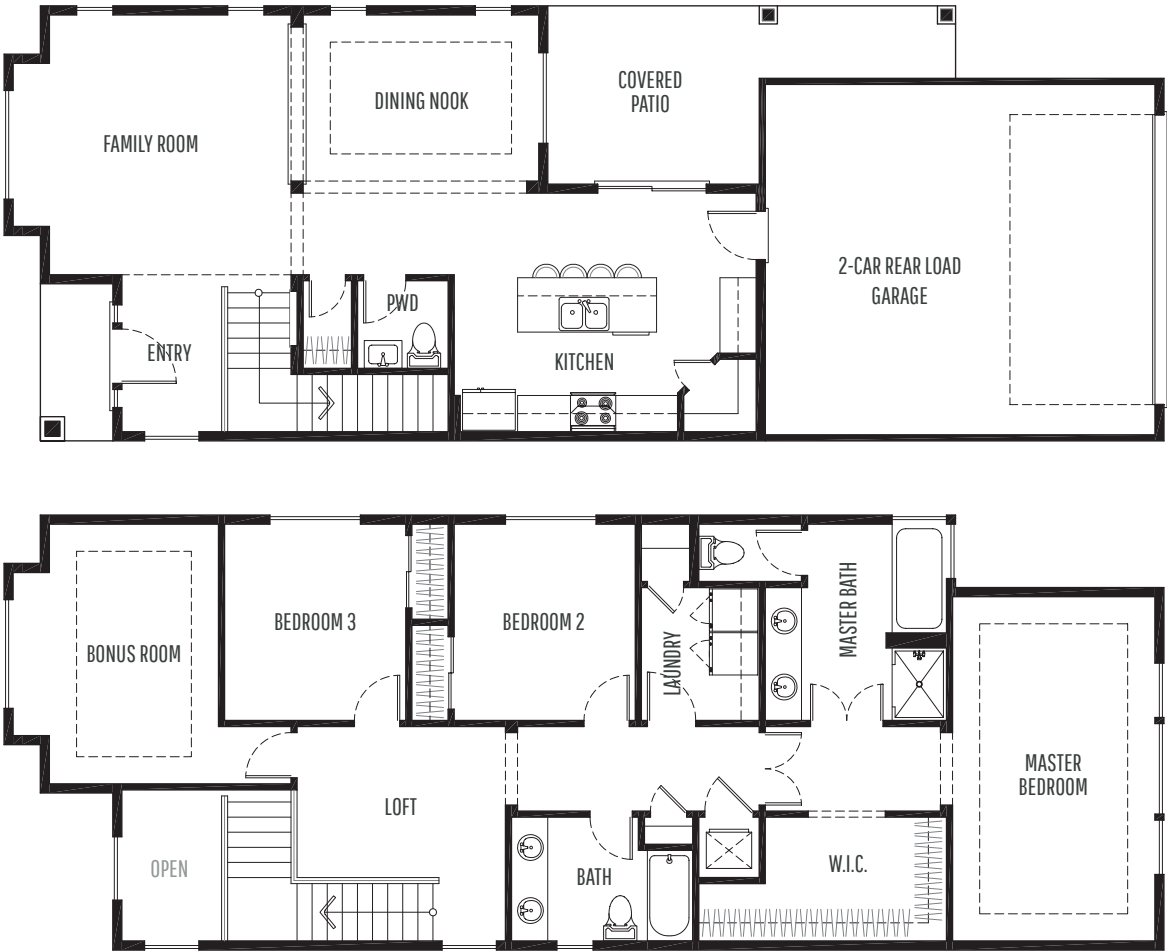 COVERED
PATIO
DINING NOOK
FAMILY ROOM
2-CAR REAR LOAD
GARAGE
PWD
ENTRY
KITCHEN
BEDROOM 3
BEDROOM 2
MASTER BATH
LAUNDRY
BONUS ROOM
MASTER
BEDROOM
LOFT
OPEN
BATH
W.I.C.